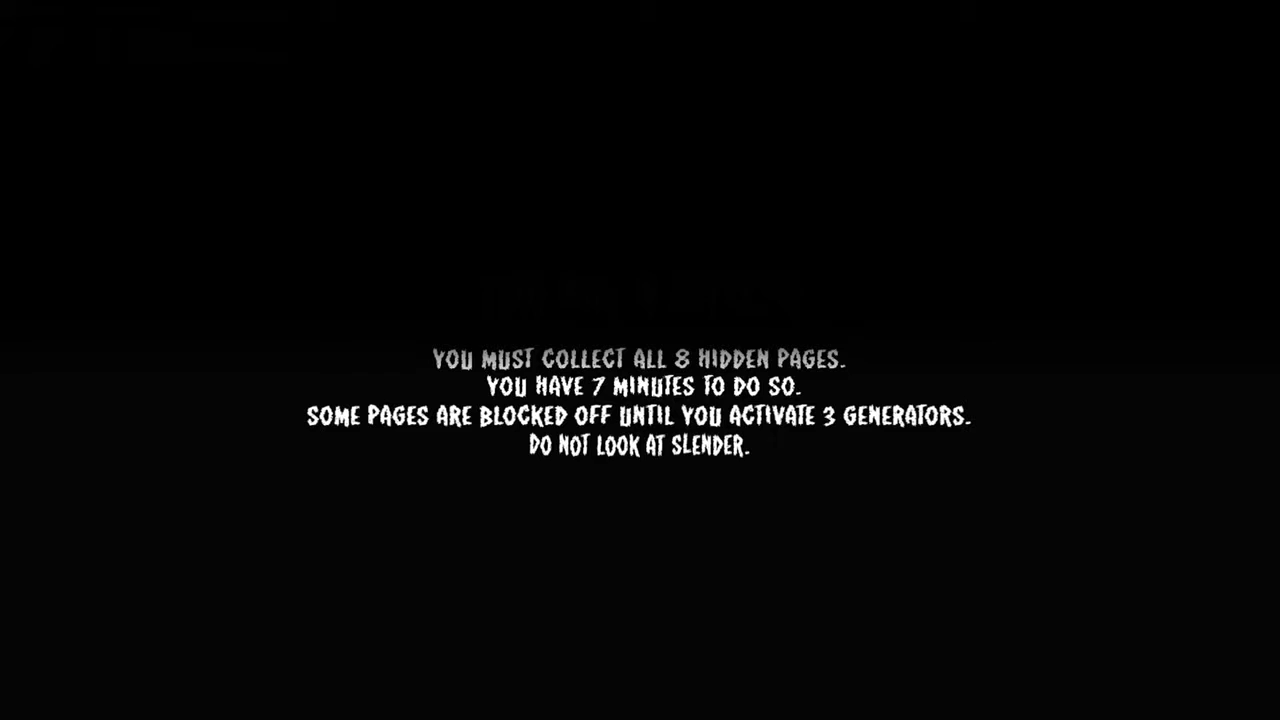 YOU MUST COLLECT ALL 8 HIDDEN PAGES.
YOU HAVE 7 MINUTES TO DO SO.
SOME PAGES ARE BLOCKED OFF UNTIL YOU ACTIVATE 3 GENERATORS.
DO NOT LOOK AT SLENDER.